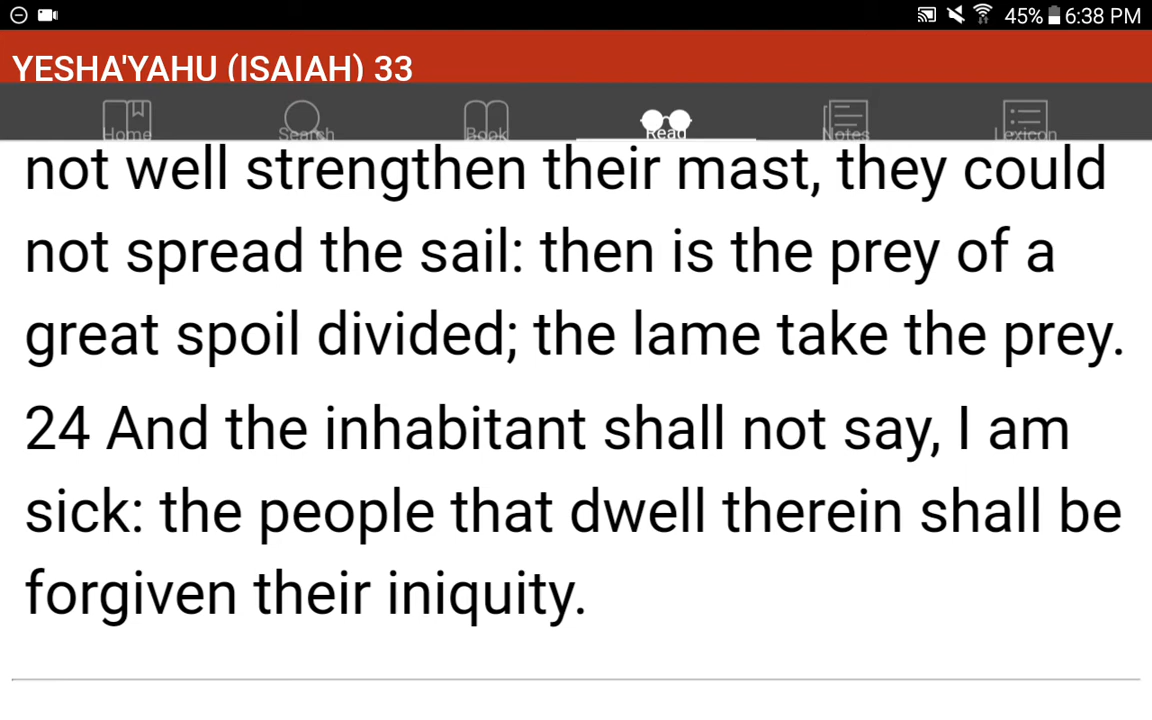 45% 6:38 PM
YESHA'YAHU (ISAIAH) 33
Home Search Book Read Notes Lexicon
not well strengthen their mast, they could
not spread the sail: then is the prey of a
great spoil divided; the lame take the prey.
24 And the inhabitant shall not say, I am
sick: the people that dwell therein shall be
forgiven their iniquity.